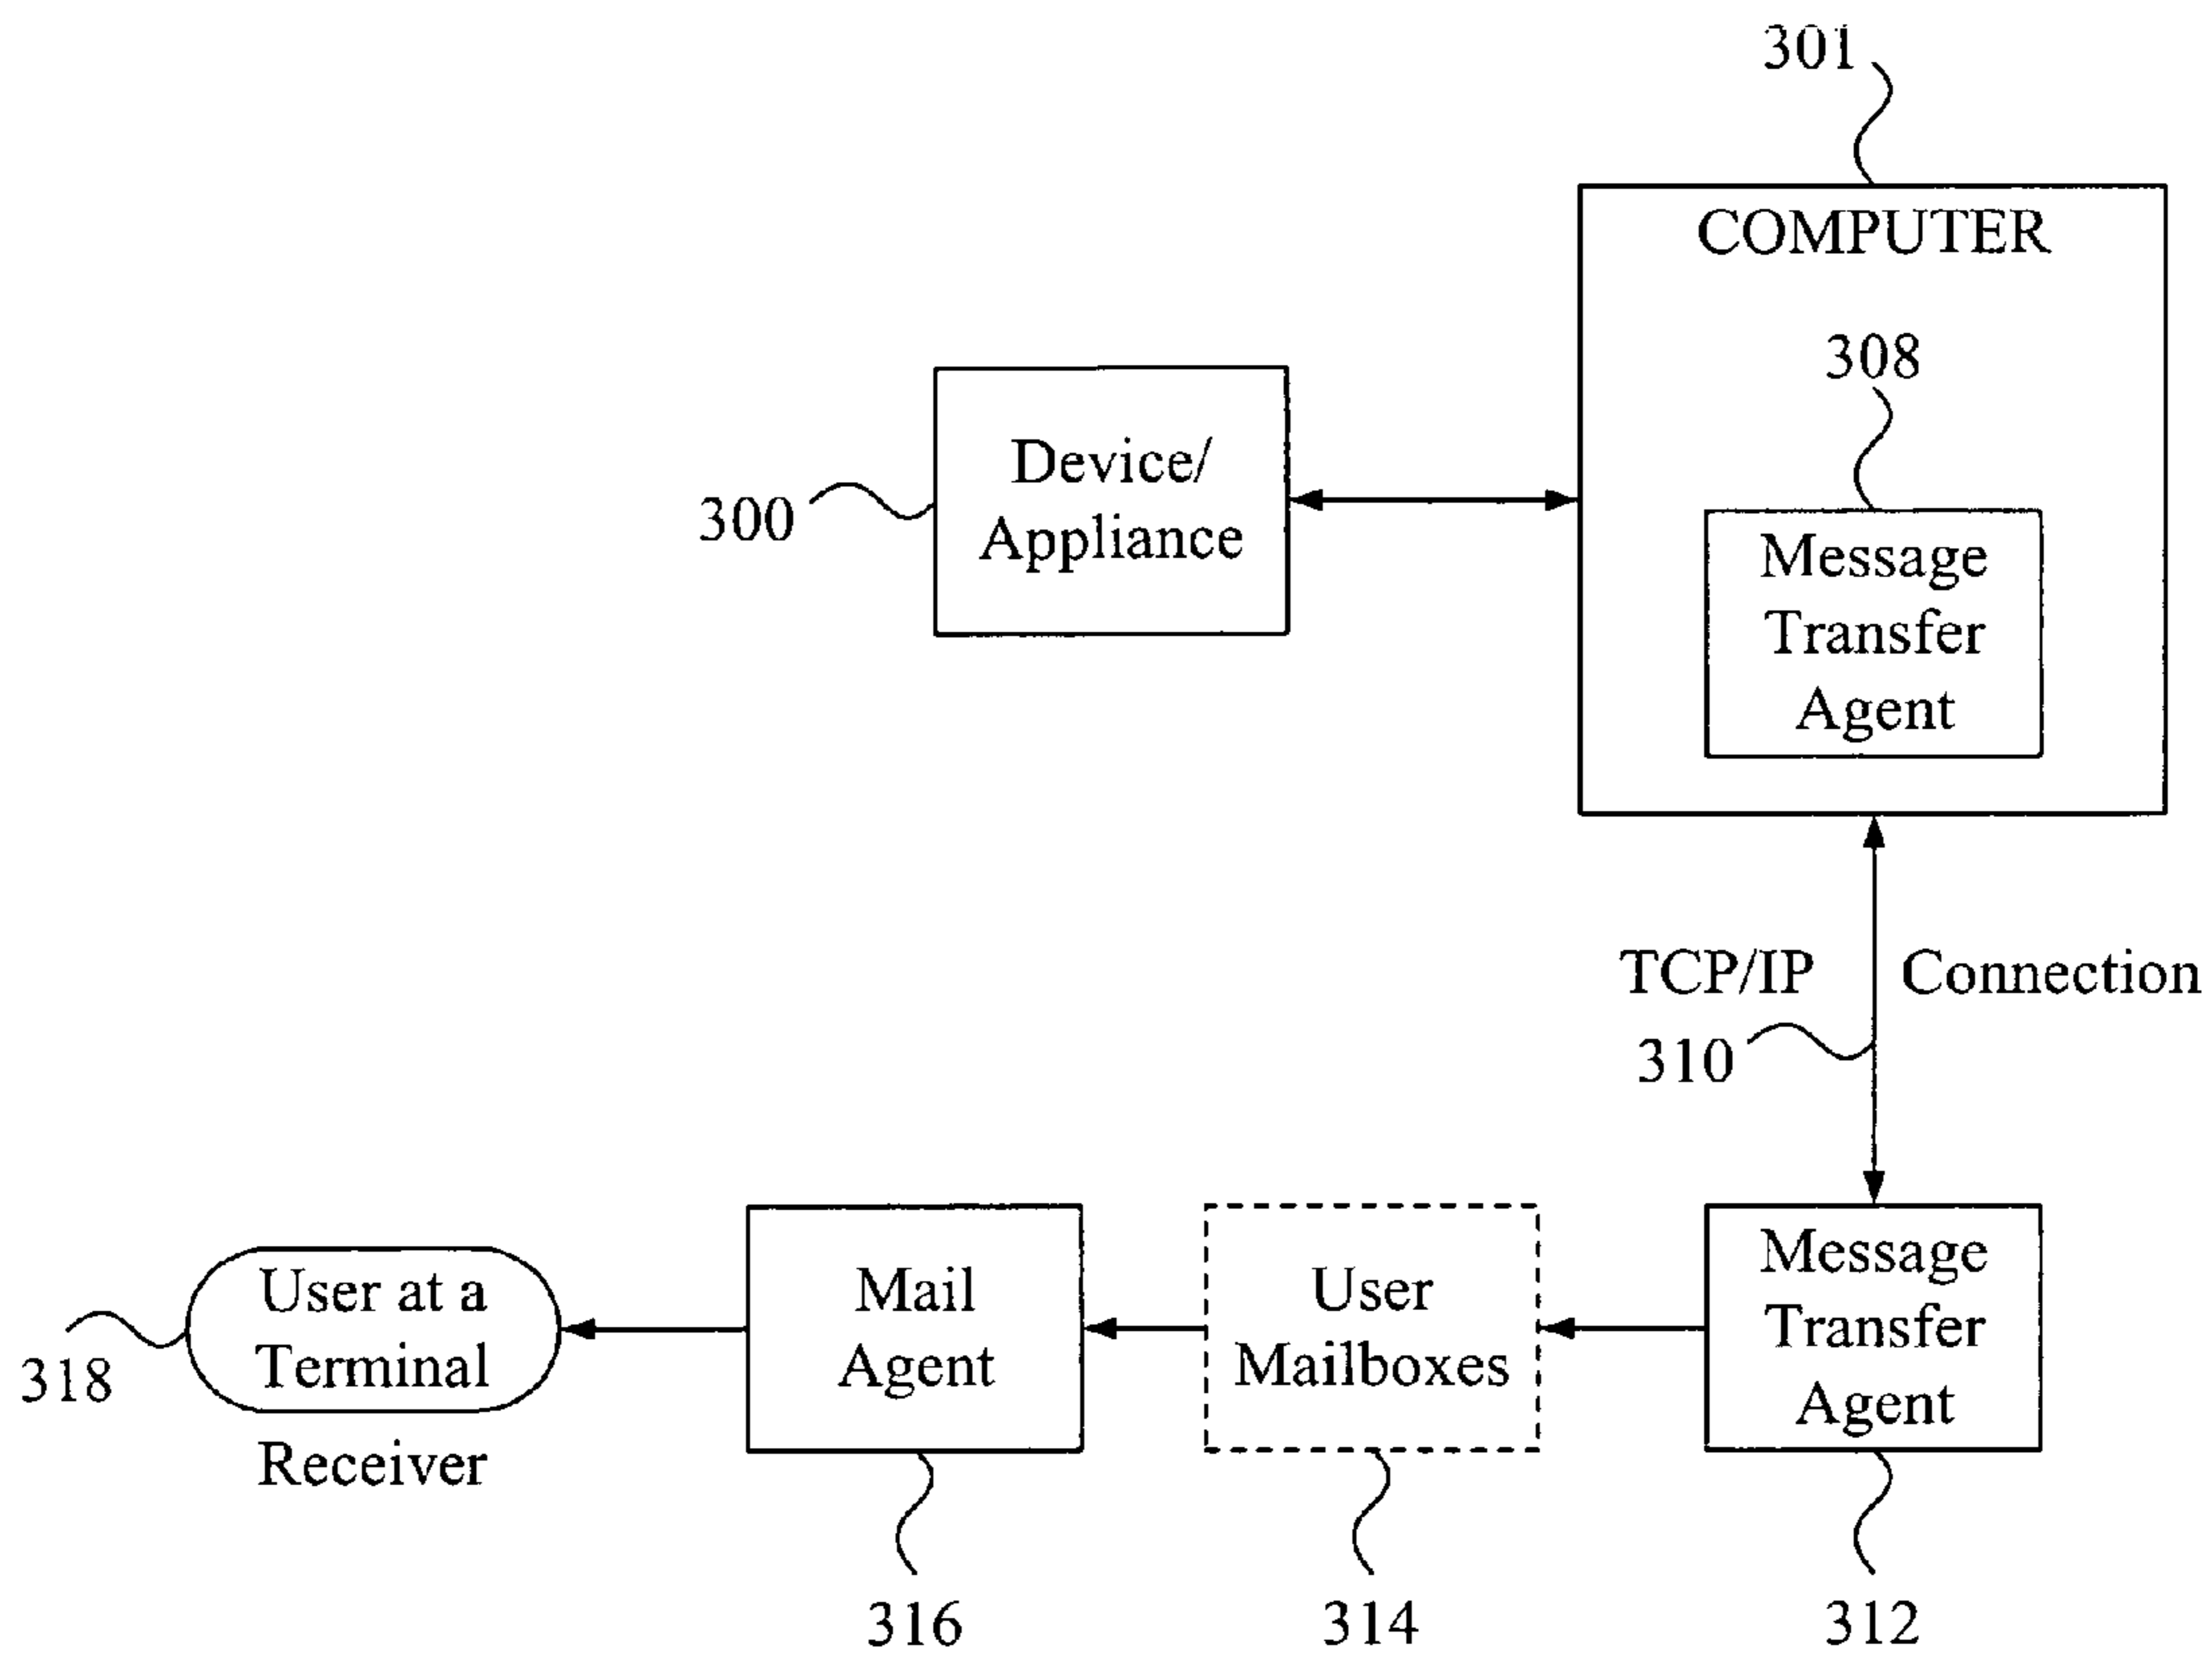 301
COMPUTER
308
Device/
Appliance
300
Message
Transfer
Agent
TCP/IP Connection
310
User at a
Terminal
318
Receiver
Mail
Agent
User
Mailboxes
Message
Transfer
Agent
316
314
312